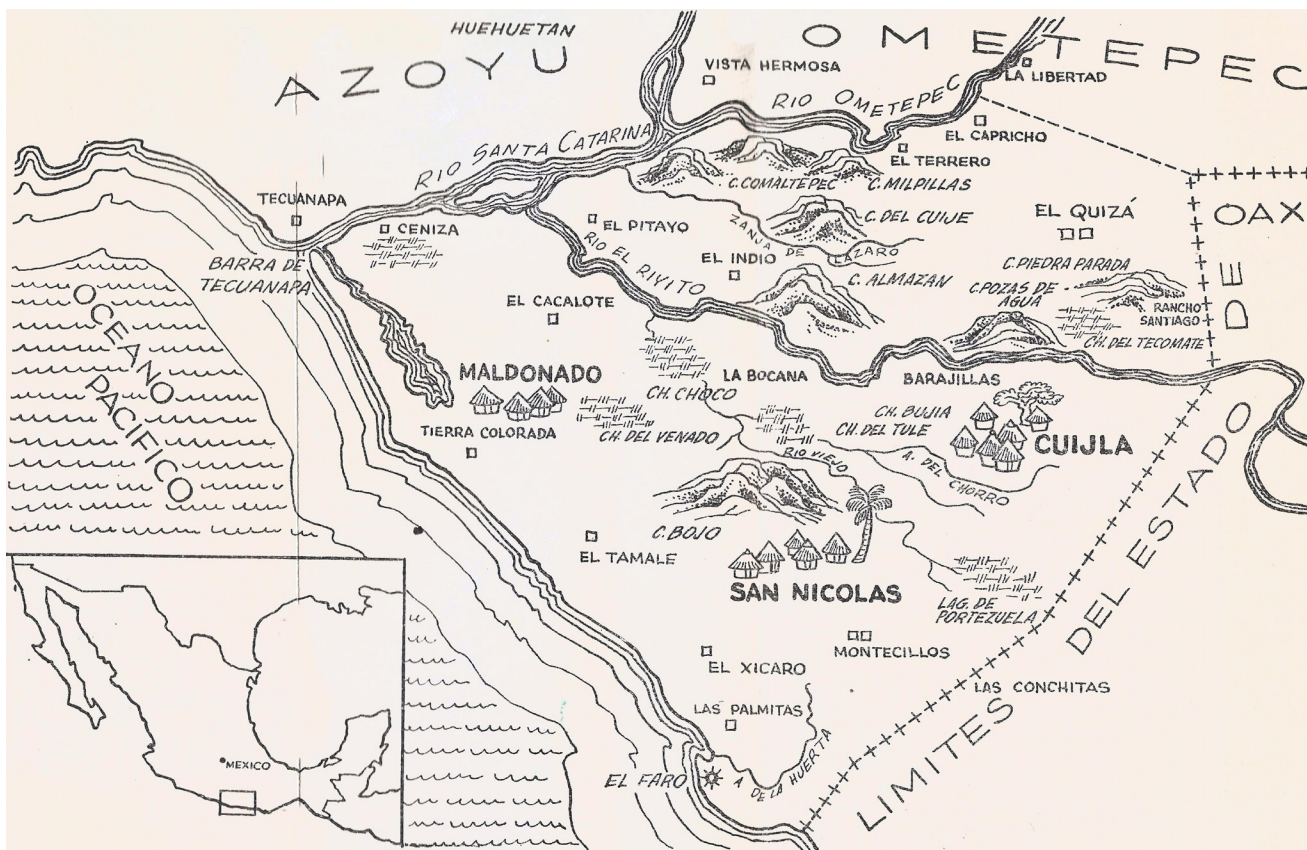 HUEHUETAN
AZOYU
OMETEPEC
VISTA HERMOSA
LA LIBERTAD
RIO OMETEPEC
EL CAPRICHO
RIO SANTA CATARINA
EL TERRERO
C. COMALTEPEC
C. MILPILLAS
TECUANAPA
CENIZA
EL PITAYO
C. DEL CUIJE
EL QUIZÁ
DE OAX
BARRA DE
TECUANAPA
RIO EL RIYITO
ZANJA DE LAZARO
EL INDIO
C. ALMAZAN
C. PIEDRA PARADA
C. POZAS DE
AGUA
RANCHO
SANTIAGO
CH. DEL TECOMATE
OCEANO
PACIFICO
EL CACALOTE
MALDONADO
LA BOCANA
BARAJILLAS
CH. CHOCO
CH. BUJIA
CH. DEL TULE
TIERRA COLORADA
CH. DEL VENADO
CUIJLA
RIO VIEJO
A. DEL CHORRO
C. BOJO
EL TAMALE
SAN NICOLAS
LAG. DE
PORTEZUELA
MONTECILLOS
EL XICARO
LAS CONCHITAS
LAS PALMITAS
EL FARO
A DE LA HUERTA
LIMITES DEL ESTADO
MEXICO